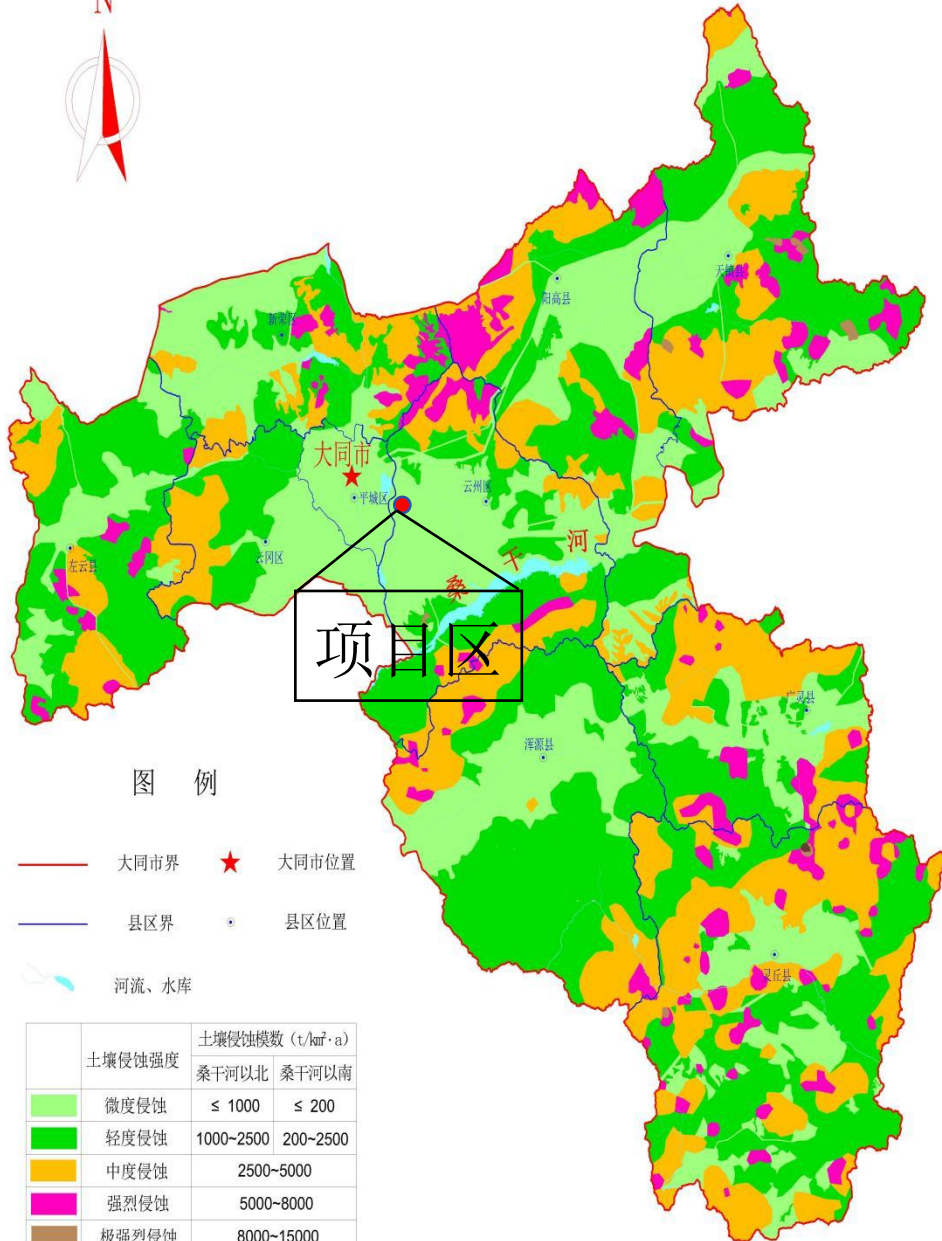 N
天镇县
阳高县
新荣区
大同市
平城区
云州区
云冈区
左云县
桑干河
项目区
广灵县
浑源县
灵丘县
图 例
大同市界 大同市位置
县区界 县区位置
河流、水库
土壤侵蚀强度 土壤侵蚀模数（t/k㎡·a）
桑干河以北 桑干河以南
微度侵蚀 ≤ 1000 ≤ 200
轻度侵蚀 1000~2500 200~2500
中度侵蚀 2500~5000
强烈侵蚀 5000~8000
极强烈侵蚀 8000~15000